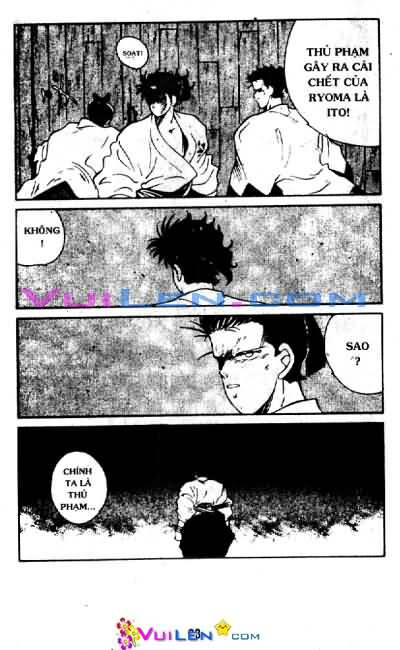 THỦ PHẠM
GÂY RA CÁI
CHẾT CỦA
RYOMA LÀ
ITO!
SOẠT!
KHÔNG
!
VUILEN.COM
SAO
?
CHÍNH
TA LÀ
THỦ
PHẠM...
VUILEN.COM